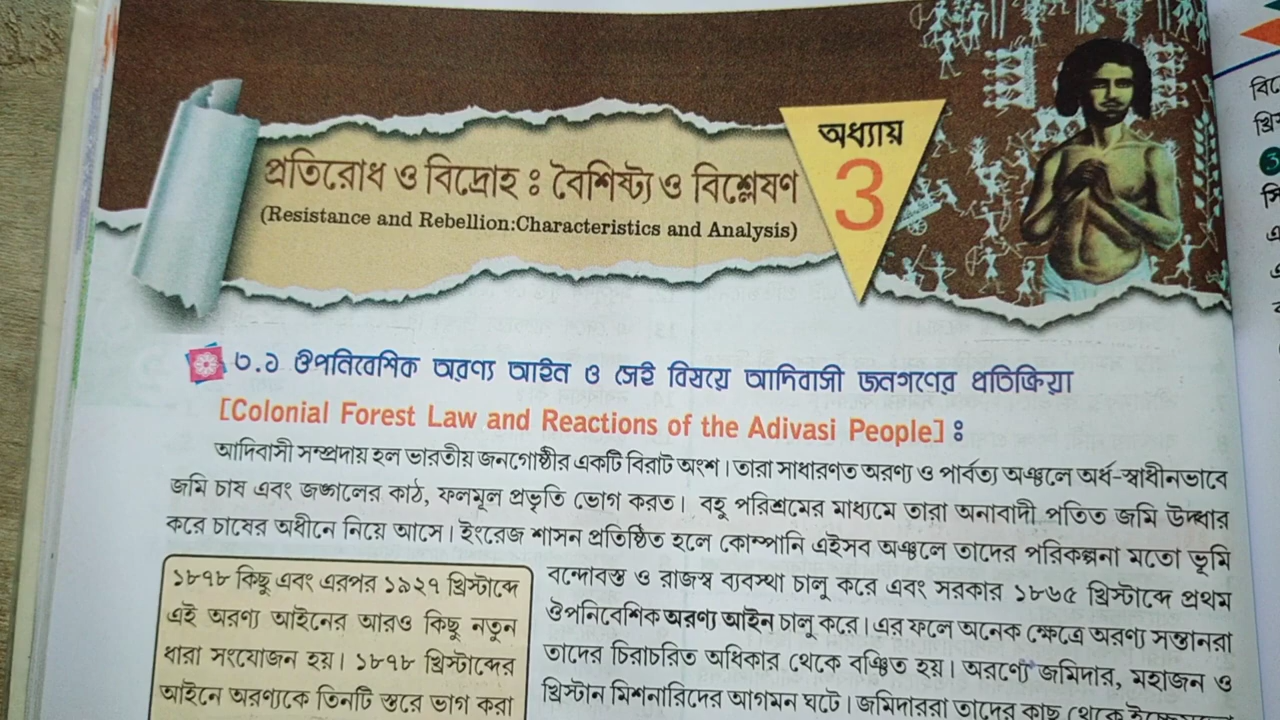 প্রতিরোধ ও বিদ্রোহ : বৈশিষ্ট্য ও বিশ্লেষণ
(Resistance and Rebellion:Characteristics and Analysis)
অধ্যায়
3
৩.১ ঔপনিবেশিক অরণ্য আইন ও সেই বিষয়ে আদিবাসী জনগণের প্রতিক্রিয়া
[Colonial Forest Law and Reactions of the Adivasi People] :
আদিবাসী সম্প্রদায় হল ভারতীয় জনগোষ্ঠীর একটি বিরাট অংশ। তারা সাধারণত অরণ্য ও পার্বত্য অঞ্চলে অর্ধ-স্বাধীনভাবে
জমি চাষ এবং জঙ্গলের কাঠ, ফলমূল প্রভৃতি ভোগ করত। বহু পরিশ্রমের মাধ্যমে তারা অনাবাদী পতিত জমি উদ্ধার
করে চাষের অধীনে নিয়ে আসে। ইংরেজ শাসন প্রতিষ্ঠিত হলে কোম্পানি এইসব অঞ্চলে তাদের পরিকল্পনা মতো ভূমি
বন্দোবস্ত ও রাজস্ব ব্যবস্থা চালু করে এবং সরকার ১৮৬৫ খ্রিস্টাব্দে প্রথম
ঔপনিবেশিক অরণ্য আইন চালু করে। এর ফলে অনেক ক্ষেত্রে অরণ্য সন্তানরা
তাদের চিরাচরিত অধিকার থেকে বঞ্চিত হয়। অরণ্যে জমিদার, মহাজন ও
খ্রিস্টান মিশনারিদের আগমন ঘটে। জমিদাররা তাদের কাছ থেকে
১৮৭৮ কিছু এবং এরপর ১৯২৭ খ্রিস্টাব্দে
এই অরণ্য আইনের আরও কিছু নতুন
ধারা সংযোজন হয়। ১৮৭৮ খ্রিস্টাব্দের
আইনে অরণ্যকে তিনটি স্তরে ভাগ করা